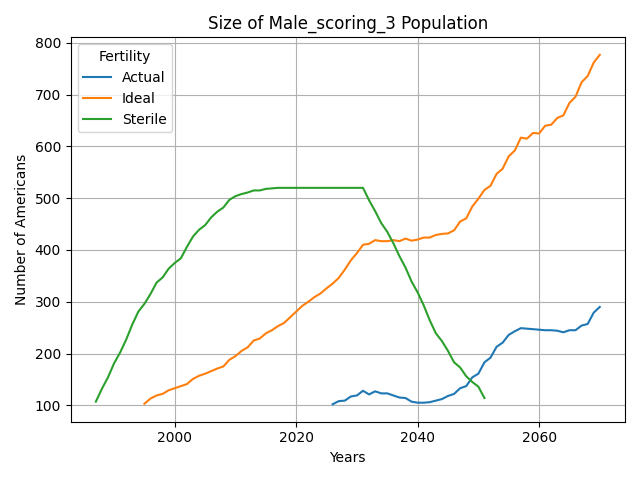 Size of Male_scoring_3 Population
Fertility
Actual
Ideal
Sterile
Number of Americans
800
700
600
500
400
300
200
100
2000
2020
2040
2060
Years